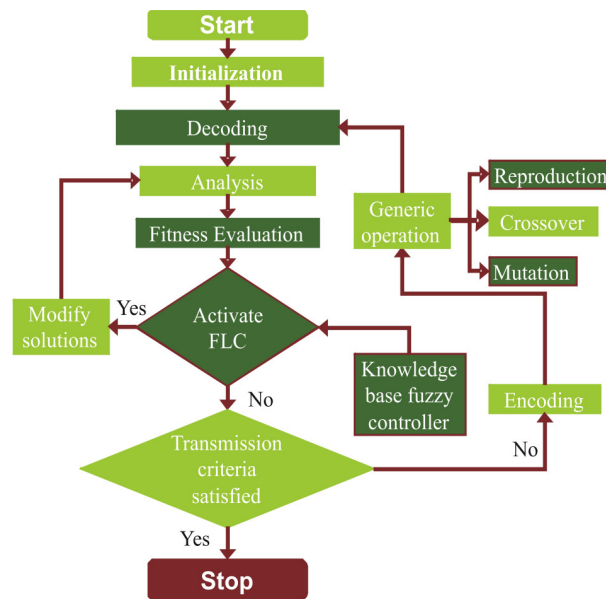 Start
Initialization
Decoding
Analysis
Fitness Evaluation
Generic
operation
Reproduction
Crossover
Mutation
Yes
Modify
solutions
Activate
FLC
Knowledge
base fuzzy
controller
Encoding
No
No
Transmission
criteria
satisfied
Yes
Stop